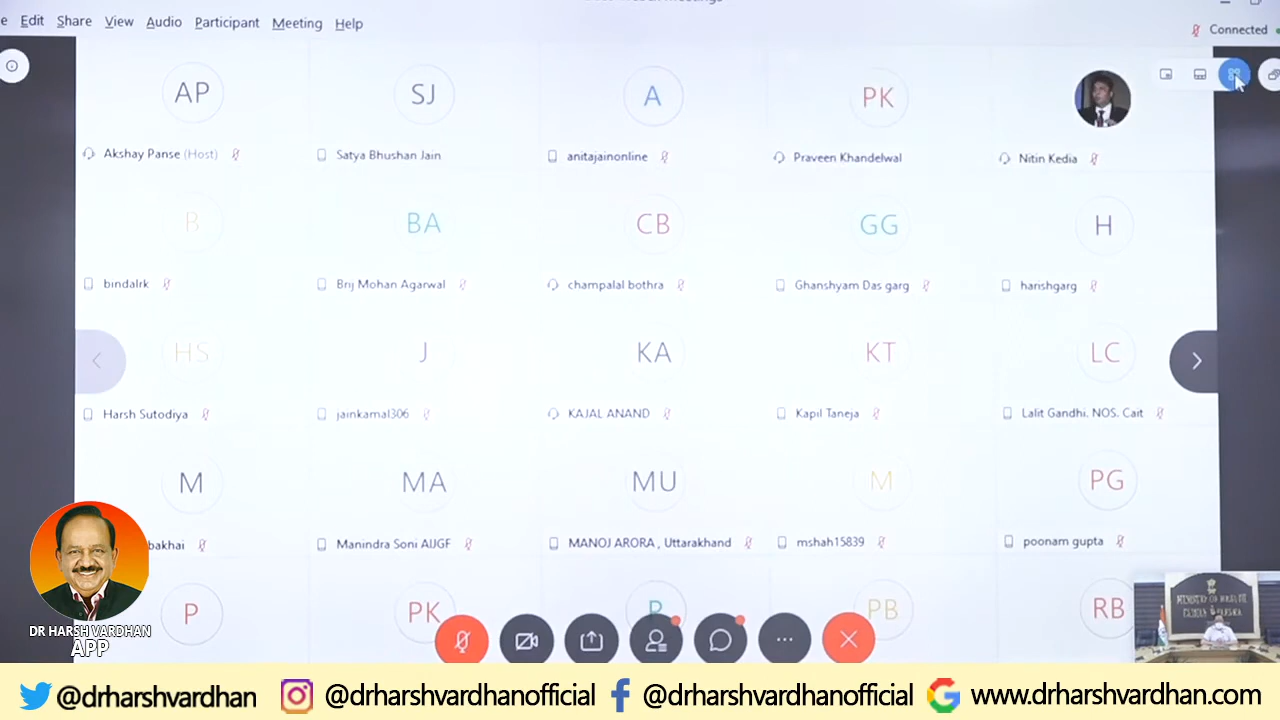 Edit Share View Audio Participant Meeting Help
Connected
AP SJ A PK
Akshay Panse (Host) Satya Bhushan Jain anitajainonline Praveen Khandelwal Nitin Kedia
B BA CB GG H
bindalrk Brij Mohan Agarwal champalal bothra Ghanshyam Das garg harishgarg
HS J KA KT LC
Harsh Sutodiya jainkamal306 KAJAL ANAND Kapil Taneja Lalit Gandhi. NOS. Cait
M MA MU M PG
bakhai Manindra Soni AIJGF MANOJ ARORA , Uttarakhand mshah15839 poonam gupta
P PK PB RB
DR HARSH VARDHAN
APP
@drharshvardhan @drharshvardhanofficial @drharshvardhanofficial www.drharshvardhan.com